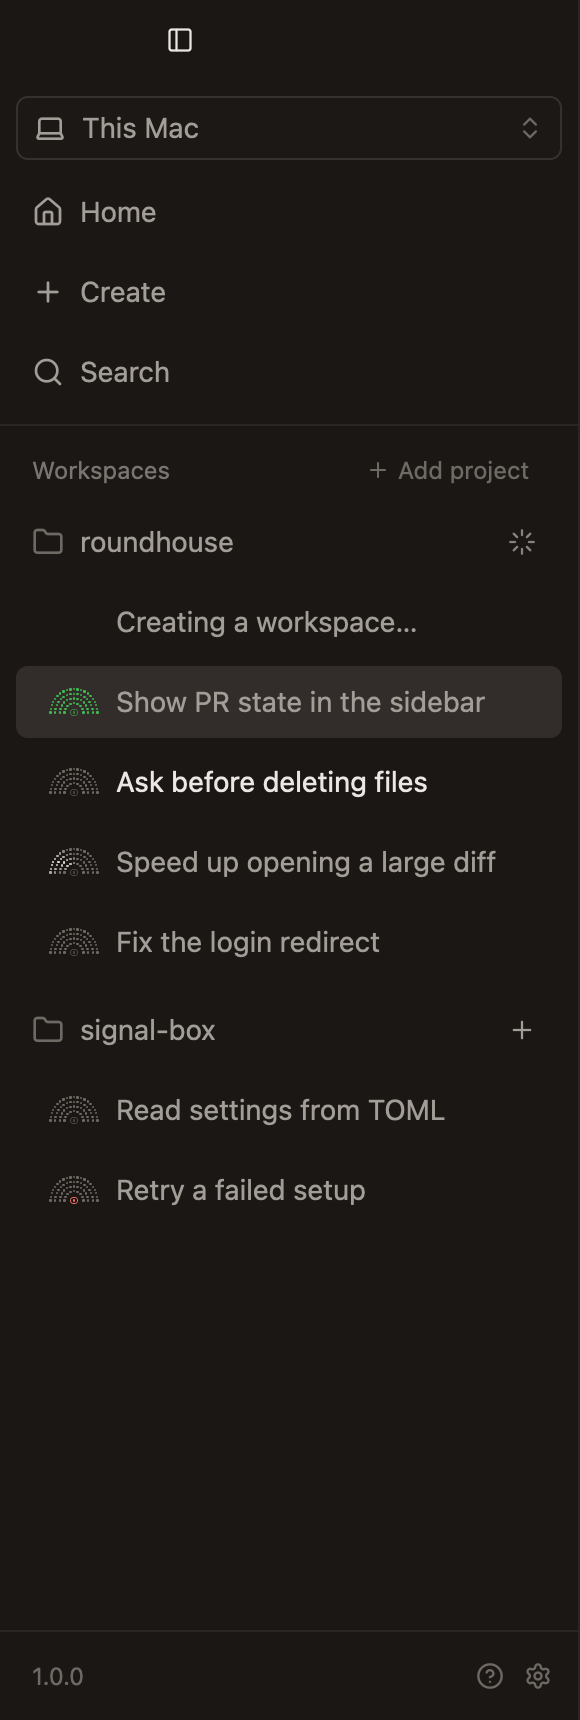 This Mac
Home
Create
Search
Workspaces
Add project
roundhouse
Creating a workspace...
Show PR state in the sidebar
Ask before deleting files
Speed up opening a large diff
Fix the login redirect
signal-box
Read settings from TOML
Retry a failed setup
1.0.0